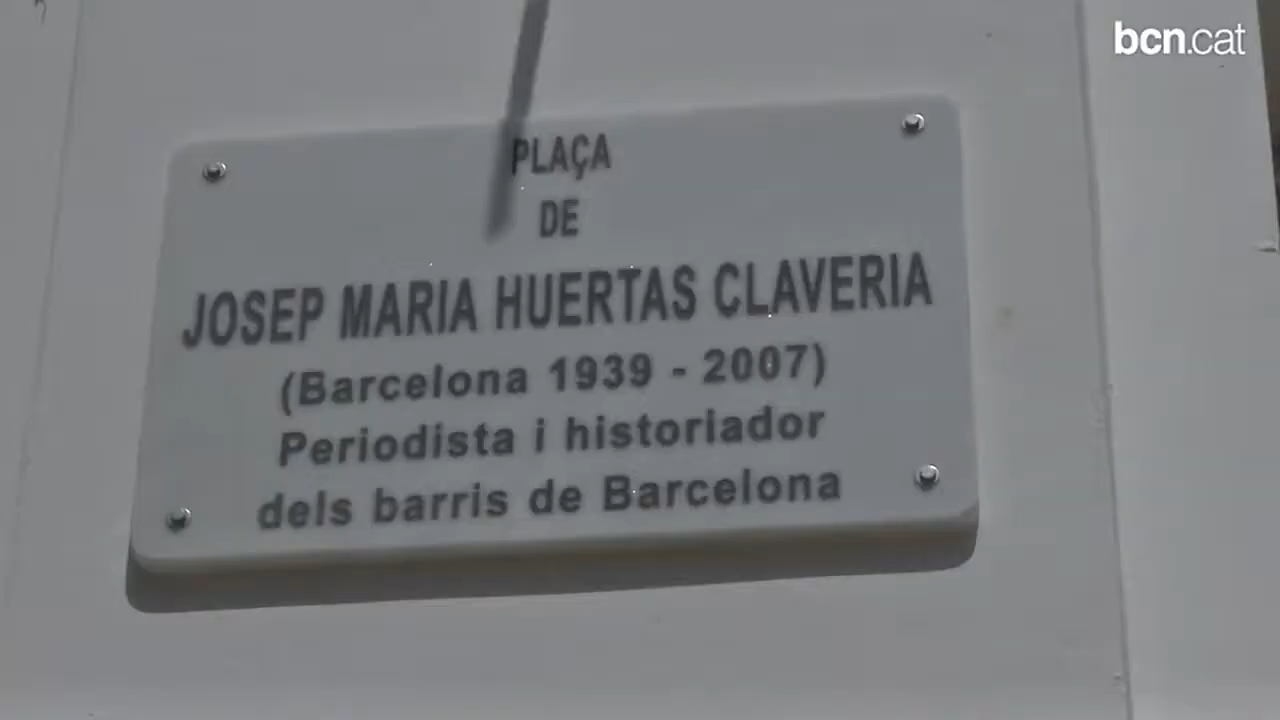 bcn.cat
PLAÇA
DE
JOSEP MARIA HUERTAS CLAVERIA
(Barcelona 1939 - 2007)
Periodista i historiador
dels barris de Barcelona